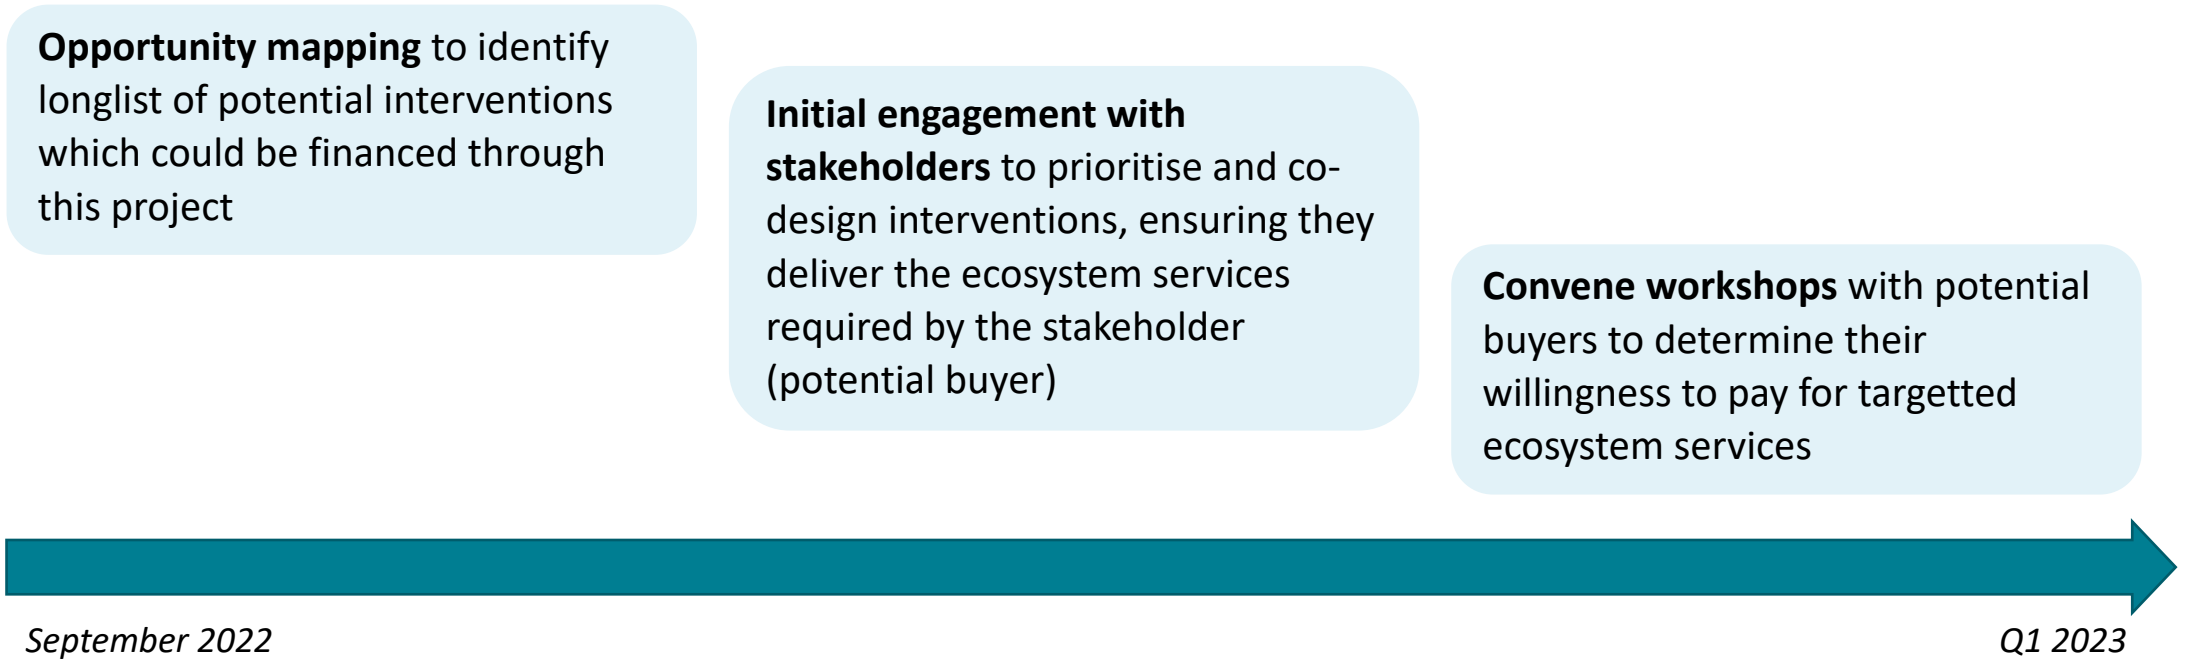 Opportunity mapping to identify
longlist of potential interventions
which could be financed through
this project
Initial engagement with
stakeholders to prioritise and co-
design interventions, ensuring they
deliver the ecosystem services
required by the stakeholder
(potential buyer)
Convene workshops with potential
buyers to determine their
willingness to pay for targetted
ecosystem services
September 2022
Q1 2023